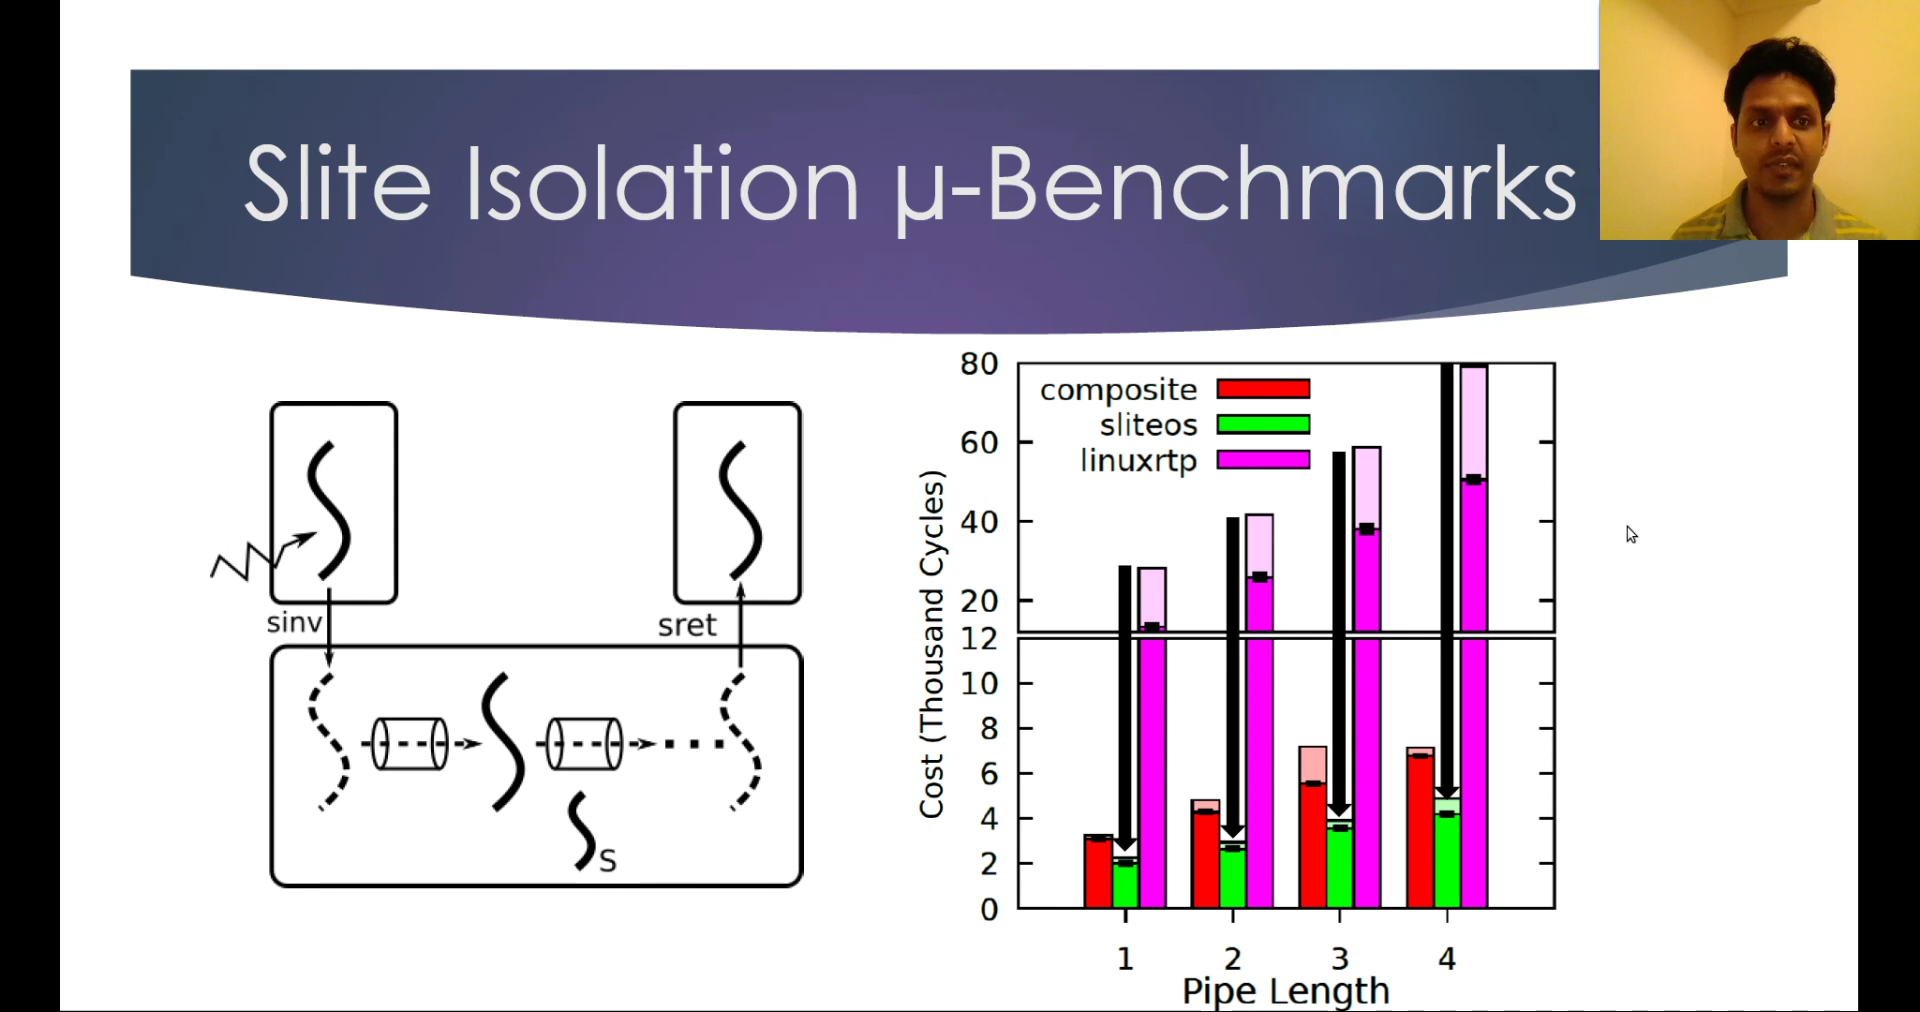 Slite Isolation µ-Benchmarks
sinv
sret
S
composite
sliteos
linuxrtp
80
60
40
20
12
12
10
8
6
4
2
0
Cost (Thousand Cycles)
1 2 3 4
Pipe Length